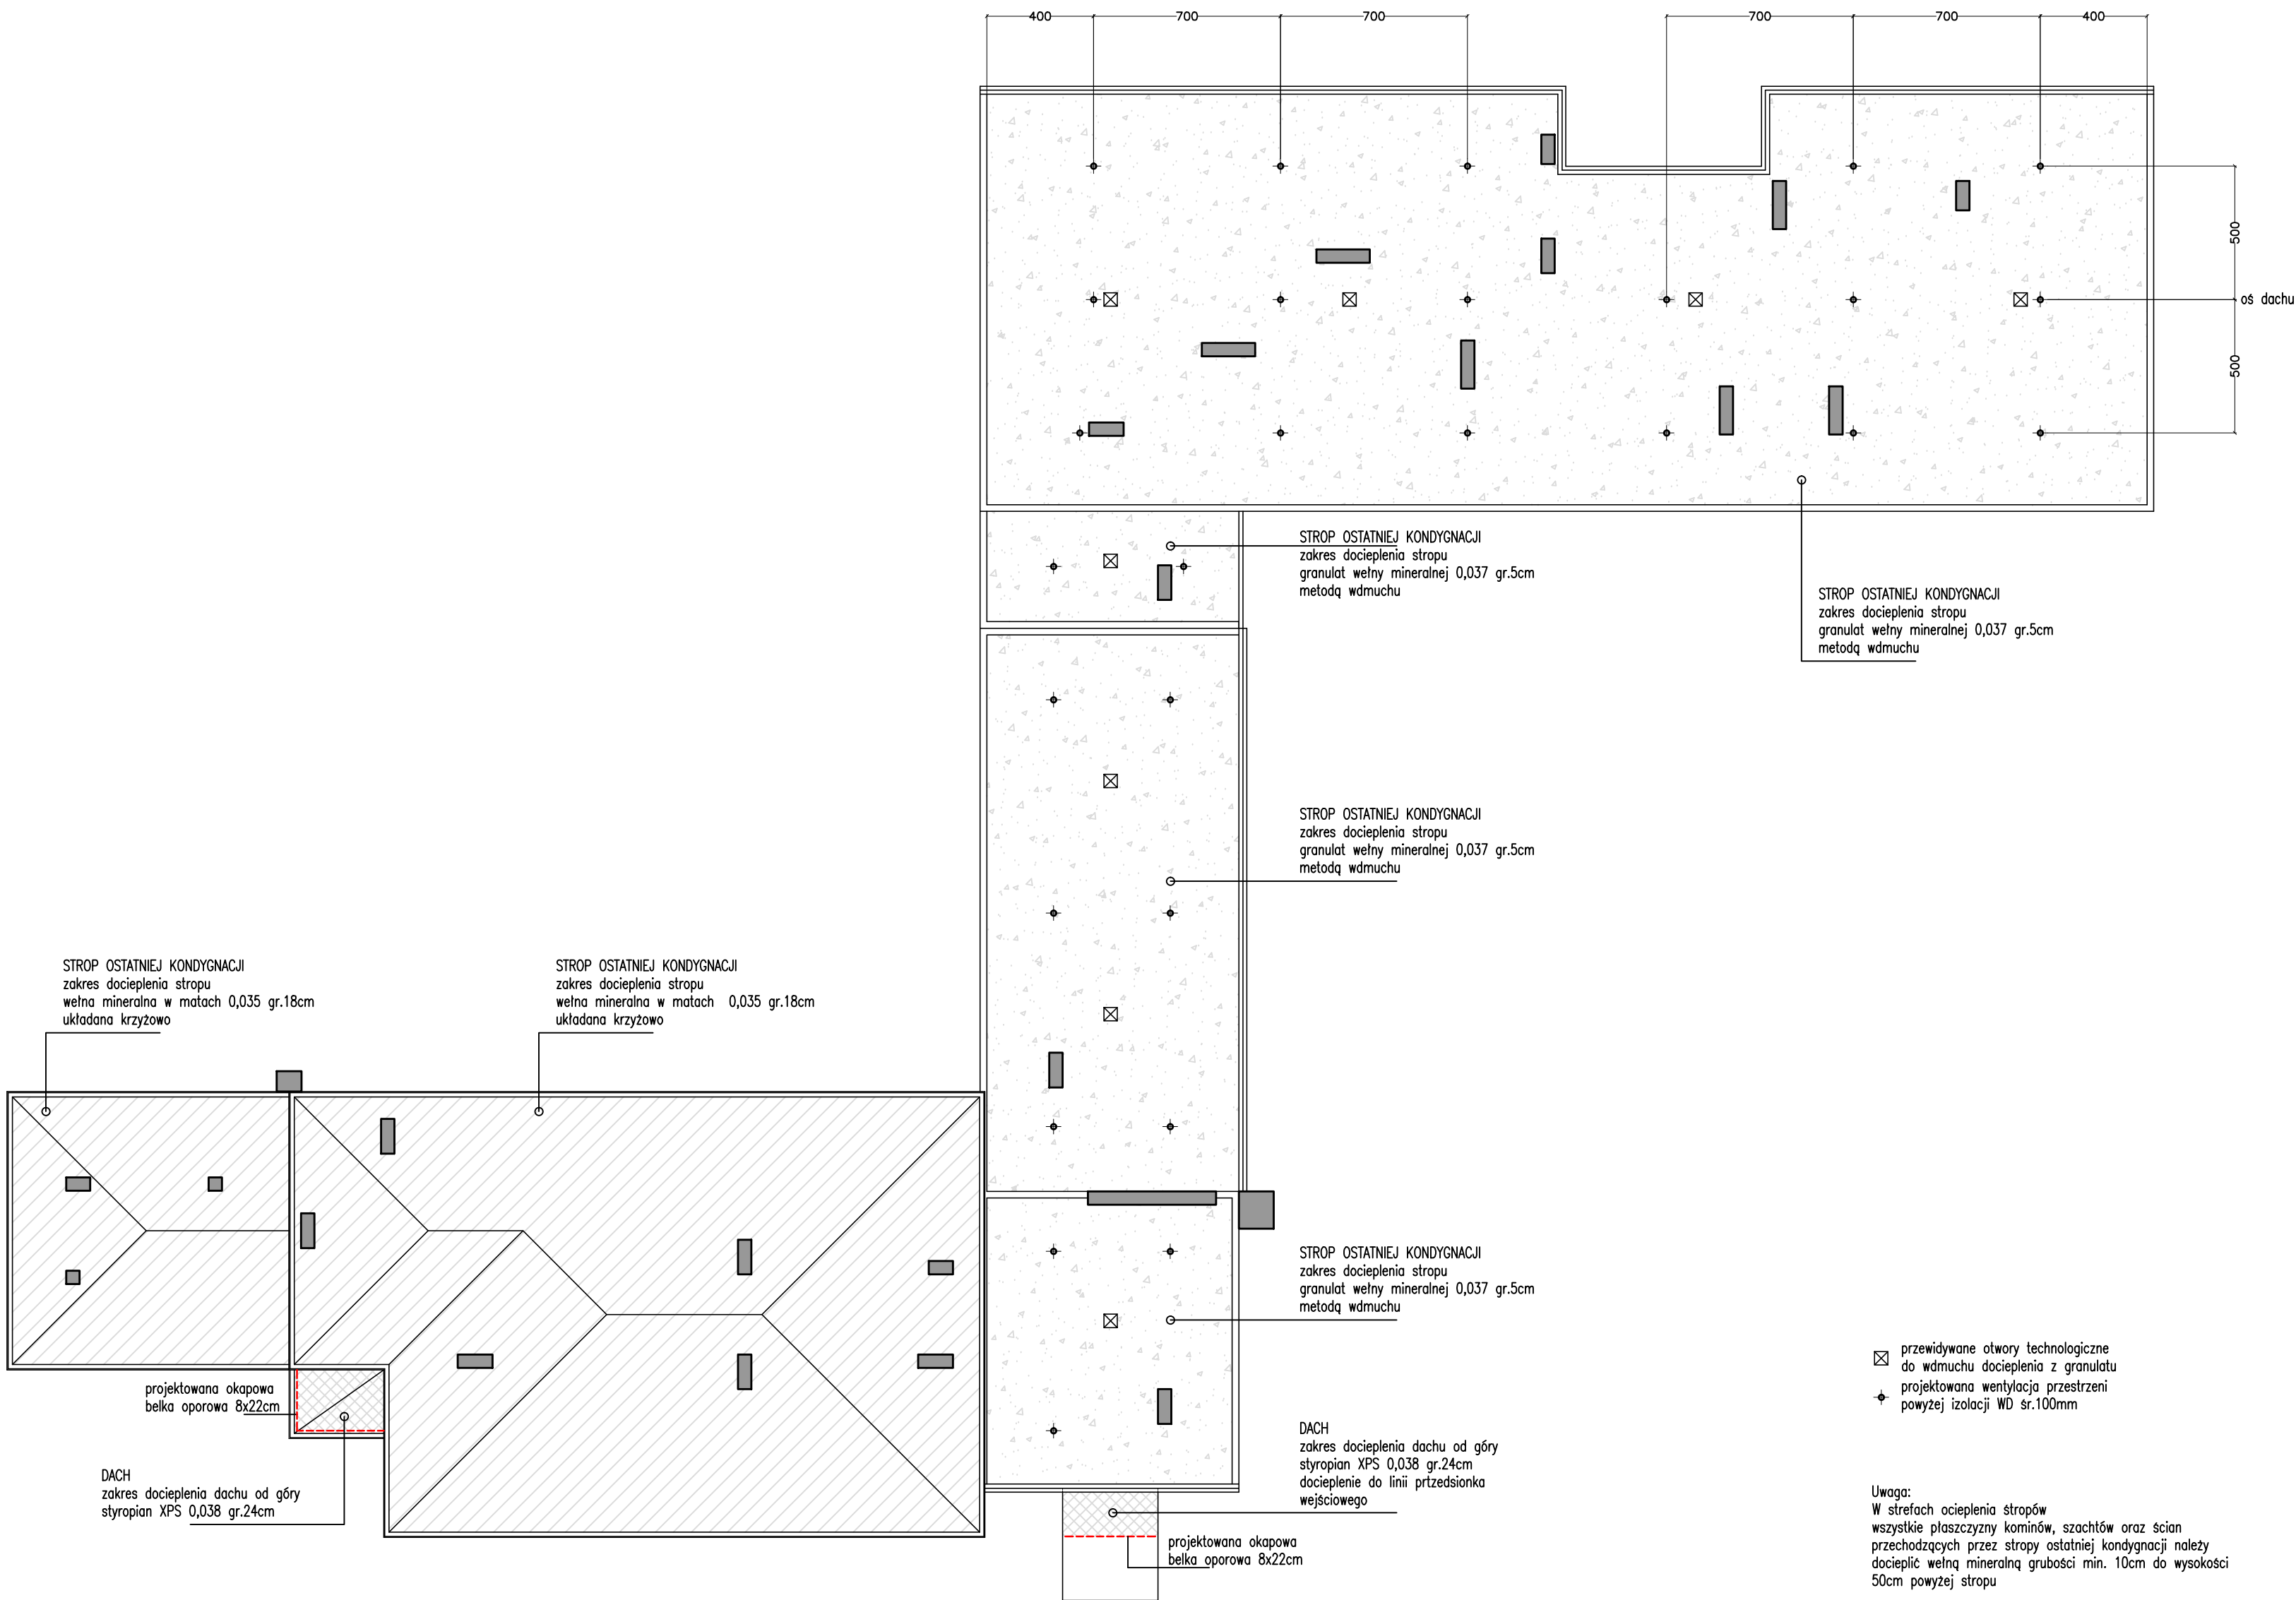 400
700
700
700
700
400
500
oś dachu
500
STROP OSTATNIEJ KONDYGNACJI
zakres docieplenia stropu
granulat wełny mineralnej 0,037 gr.5cm
metodą wdmuchu
STROP OSTATNIEJ KONDYGNACJI
zakres docieplenia stropu
granulat wełny mineralnej 0,037 gr.5cm
metodą wdmuchu
STROP OSTATNIEJ KONDYGNACJI
zakres docieplenia stropu
granulat wełny mineralnej 0,037 gr.5cm
metodą wdmuchu
STROP OSTATNIEJ KONDYGNACJI
zakres docieplenia stropu
wełna mineralna w matach 0,035 gr.18cm
układana krzyżowo
STROP OSTATNIEJ KONDYGNACJI
zakres docieplenia stropu
wełna mineralna w matach 0,035 gr.18cm
układana krzyżowo
STROP OSTATNIEJ KONDYGNACJI
zakres docieplenia stropu
granulat wełny mineralnej 0,037 gr.5cm
metodą wdmuchu
projektowana okapowa
belka oporowa 8x22cm
DACH
zakres docieplenia dachu od góry
styropian XPS 0,038 gr.24cm
DACH
zakres docieplenia dachu od góry
styropian XPS 0,038 gr.24cm
docieplenie do linii prtzedsionka
wejściowego
projektowana okapowa
belka oporowa 8x22cm
przewidywane otwory technologiczne
do wdmuchu docieplenia z granulatu
projektowana wentylacja przestrzeni
powyżej izolacji WD śr.100mm
Uwaga:
W strefach ocieplenia stropów
wszystkie płaszczyzny kominów, szachtów oraz ścian
przechodzących przez stropy ostatniej kondygnacji należy
docieplić wełną mineralną grubości min. 10cm do wysokości
50cm powyżej stropu